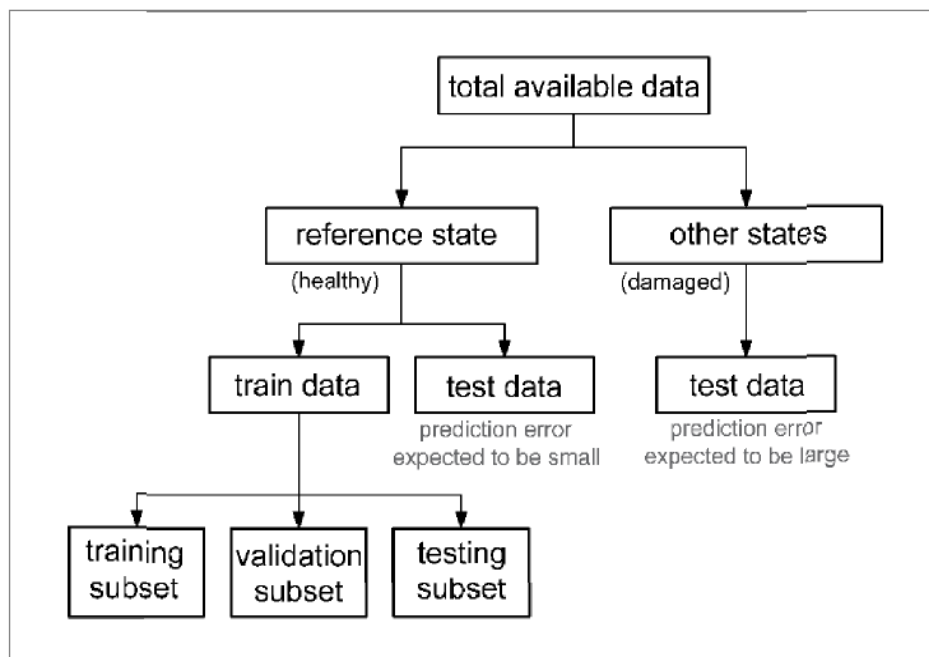 total available data
reference state
other states
(healthy)
(damaged)
train data
test data
test data
prediction error
expected to be small
prediction error
expected to be large
training
subset
validation
subset
testing
subset